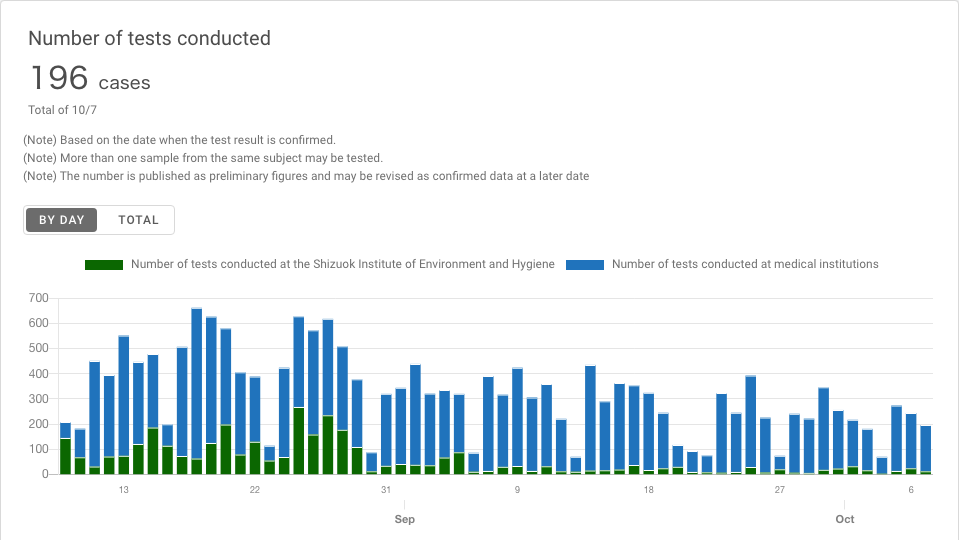 Number of tests conducted
196 cases
Total of 10/7
(Note) Based on the date when the test result is confirmed.
(Note) More than one sample from the same subject may be tested.
(Note) The number is published as preliminary figures and may be revised as confirmed data at a later date
BY DAY TOTAL
Number of tests conducted at the Shizuok Institute of Environment and Hygiene Number of tests conducted at medical institutions
700
600
500
400
300
200
100
0
13 22 31 9 18 27 6
Sep Oct